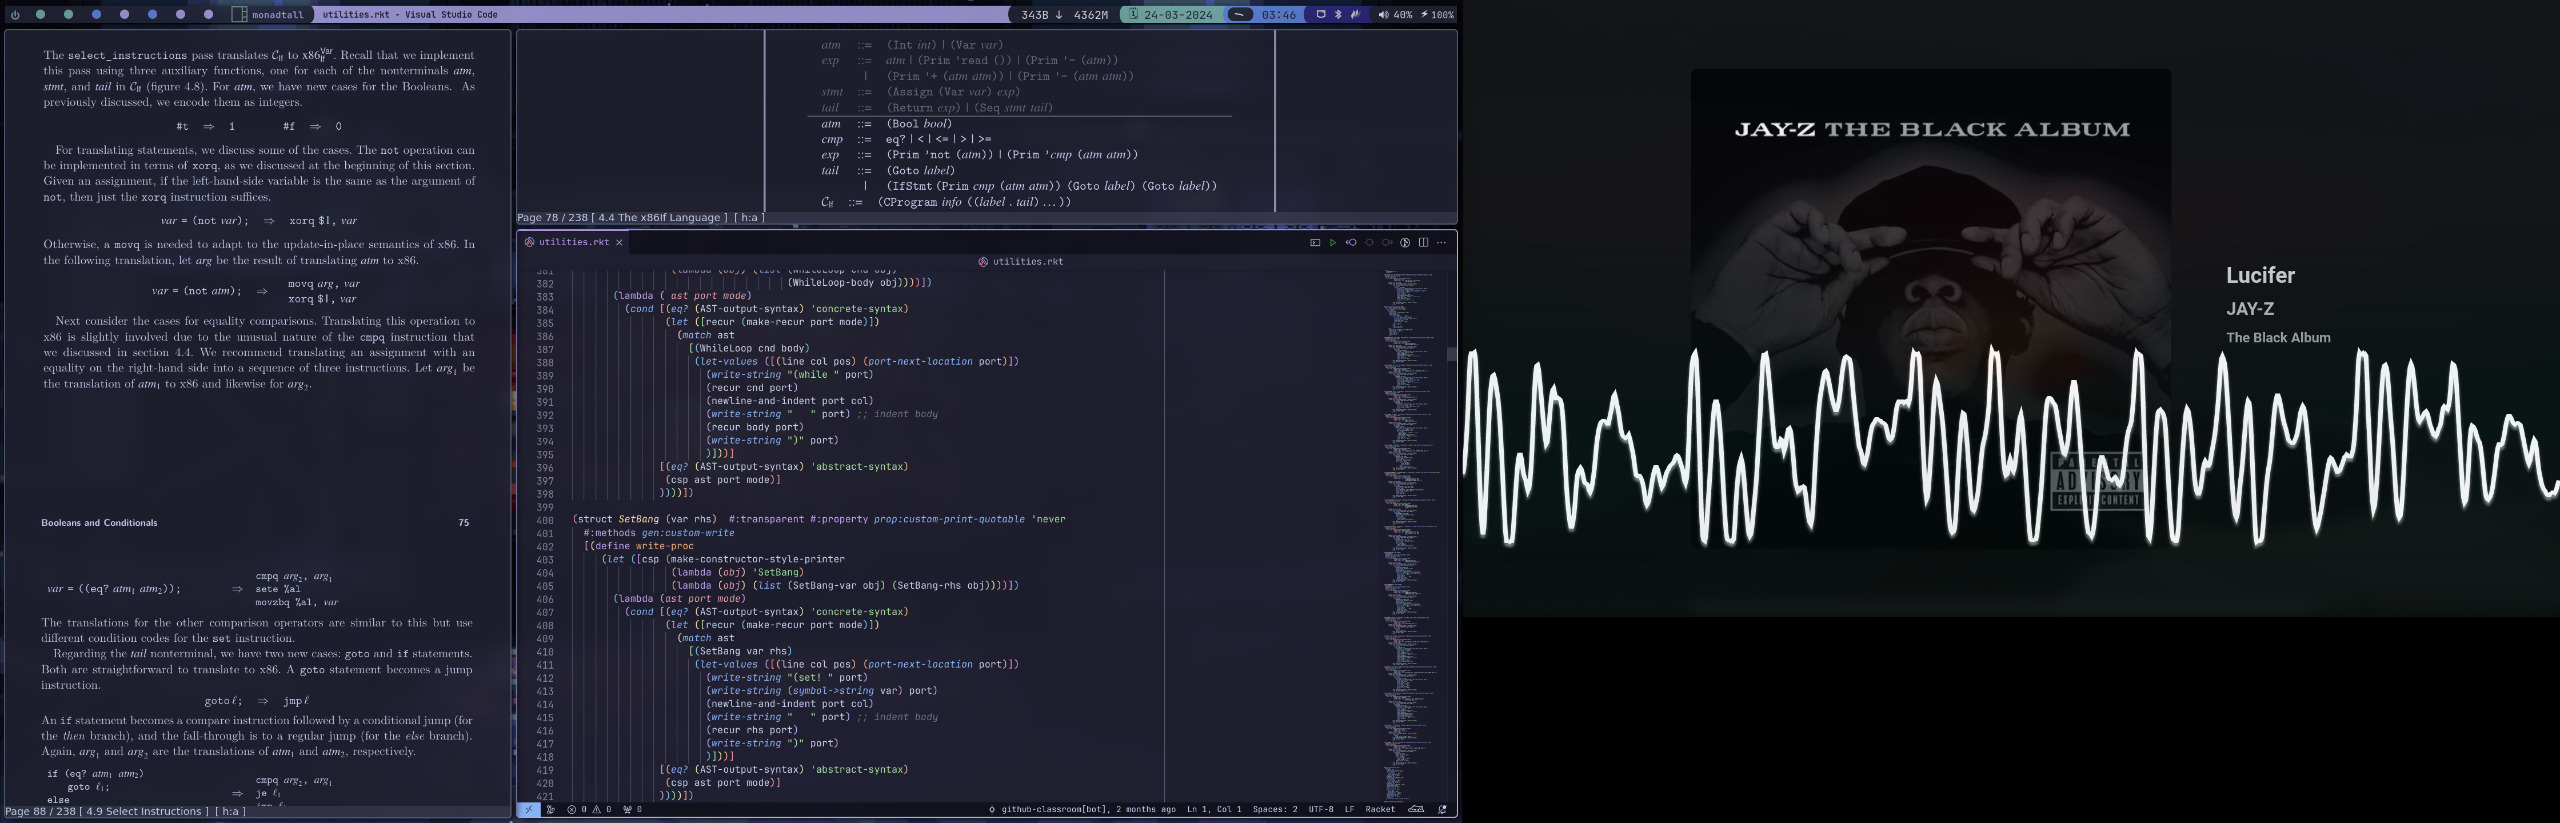 monadtall
utilities.rkt - Visual Studio Code
343B ↓ 4362M
24-03-2024
03:46
40%
100%
The select_instructions pass translates C_If to x86^Var_If. Recall that we implement
this pass using three auxiliary functions, one for each of the nonterminals atm,
stmt, and tail in C_If (figure 4.8). For atm, we have new cases for the Booleans. As
previously discussed, we encode them as integers.
#t ⇒ 1 #f ⇒ 0
For translating statements, we discuss some of the cases. The not operation can
be implemented in terms of xorq, as we discussed at the beginning of this section.
Given an assignment, if the left-hand-side variable is the same as the argument of
not, then just the xorq instruction suffices.
var = (not var); ⇒ xorq $1, var
Otherwise, a movq is needed to adapt to the update-in-place semantics of x86. In
the following translation, let arg be the result of translating atm to x86.
var = (not atm); ⇒ movq arg, var
xorq $1, var
Next consider the cases for equality comparisons. Translating this operation to
x86 is slightly involved due to the unusual nature of the cmpq instruction that
we discussed in section 4.4. We recommend translating an assignment with an
equality on the right-hand side into a sequence of three instructions. Let arg₁ be
the translation of atm₁ to x86 and likewise for arg₂.
Booleans and Conditionals 75
var = ((eq? atm₁ atm₂)); ⇒ cmpq arg₂, arg₁
sete %al
movzbq %al, var
The translations for the other comparison operators are similar to this but use
different condition codes for the set instruction.
Regarding the tail nonterminal, we have two new cases: goto and if statements.
Both are straightforward to translate to x86. A goto statement becomes a jump
instruction.
goto ℓ; ⇒ jmp ℓ
An if statement becomes a compare instruction followed by a conditional jump (for
the then branch), and the fall-through is to a regular jump (for the else branch).
Again, arg₁ and arg₂ are the translations of atm₁ and atm₂, respectively.
if (eq? atm₁ atm₂)
goto ℓ₁;
else
⇒
cmpq arg₂, arg₁
je ℓ₁
Page 88 / 238 [ 4.9 Select Instructions ] [ h:a ]
atm ::= (Int int) | (Var var)
exp ::= atm | (Prim 'read ()) | (Prim '- (atm))
| (Prim '+ (atm atm)) | (Prim '- (atm atm))
stmt ::= (Assign (Var var) exp)
tail ::= (Return exp) | (Seq stmt tail)
atm ::= (Bool bool)
cmp ::= eq? | < | <= | > | >=
exp ::= (Prim 'not (atm)) | (Prim 'cmp (atm atm))
tail ::= (Goto label)
| (IfStmt (Prim cmp (atm atm)) (Goto label) (Goto label))
C_If ::= (CProgram info ((label . tail) ... ))
Page 78 / 238 [ 4.4 The x86If Language ] [ h:a ]
utilities.rkt ×
utilities.rkt
381 (lambda (obj) (list (WhileLoop-cnd obj)
382 (WhileLoop-body obj))))])
383 (lambda ( ast port mode)
384 (cond [(eq? (AST-output-syntax) 'concrete-syntax)
385 (let ([recur (make-recur port mode)])
386 (match ast
387 [(WhileLoop cnd body)
388 (let-values ([(line col pos) (port-next-location port)])
389 (write-string "(while " port)
390 (recur cnd port)
391 (newline-and-indent port col)
392 (write-string "   " port) ;; indent body
393 (recur body port)
394 (write-string ")" port)
395 )]))]
396 [(eq? (AST-output-syntax) 'abstract-syntax)
397 (csp ast port mode)]
398 ))))])
399
400 (struct SetBang (var rhs) #:transparent #:property prop:custom-print-quotable 'never
401 #:methods gen:custom-write
402 [(define write-proc
403 (let ([csp (make-constructor-style-printer
404 (lambda (obj) 'SetBang)
405 (lambda (obj) (list (SetBang-var obj) (SetBang-rhs obj))))])
406 (lambda (ast port mode)
407 (cond [(eq? (AST-output-syntax) 'concrete-syntax)
408 (let ([recur (make-recur port mode)])
409 (match ast
410 [(SetBang var rhs)
411 (let-values ([(line col pos) (port-next-location port)])
412 (write-string "(set! " port)
413 (write-string (symbol->string var) port)
414 (newline-and-indent port col)
415 (write-string "   " port) ;; indent body
416 (recur rhs port)
417 (write-string ")" port)
418 )]))]
419 [(eq? (AST-output-syntax) 'abstract-syntax)
420 (csp ast port mode)]
421 ))))])
0 0 0
github-classroom[bot], 2 months ago Ln 1, Col 1 Spaces: 2 UTF-8 LF Racket
JAY-Z THE BLACK ALBUM
PARENTAL
ADVISORY
EXPLICIT CONTENT
Lucifer
JAY-Z
The Black Album